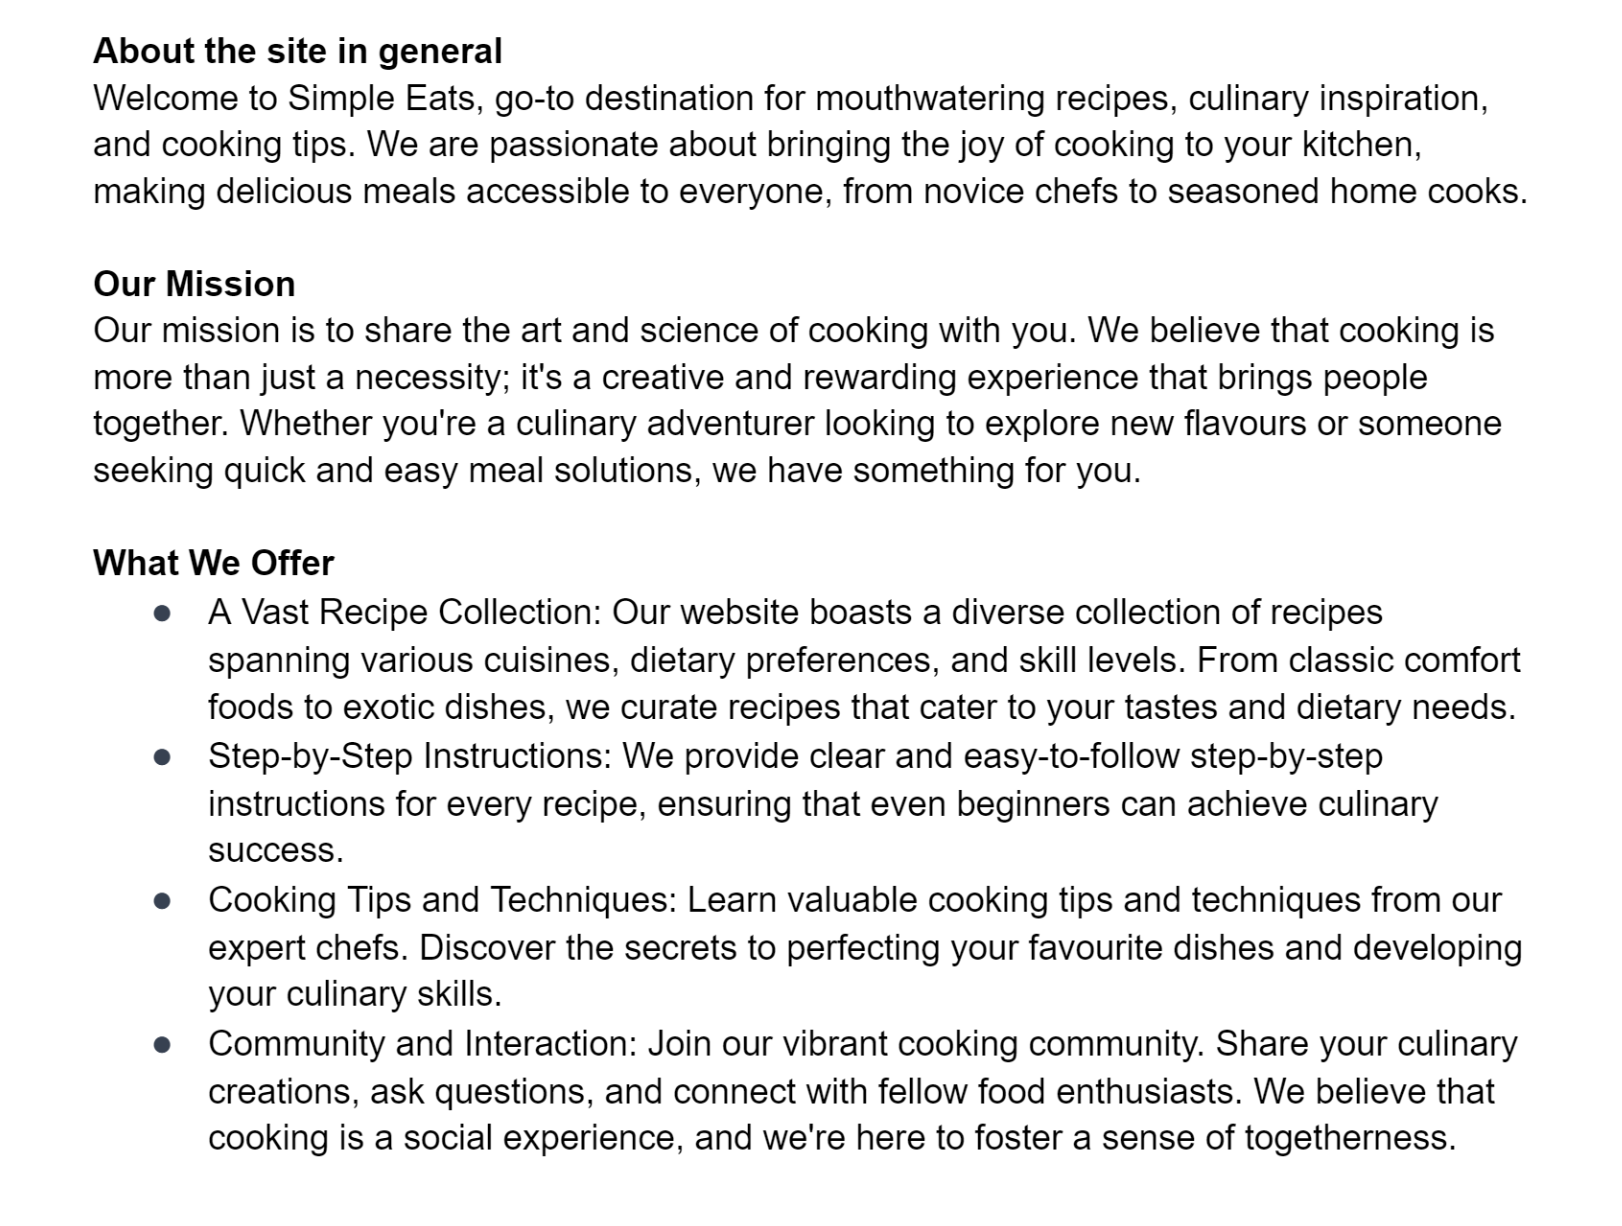 About the site in general
Welcome to Simple Eats, go-to destination for mouthwatering recipes, culinary inspiration,
and cooking tips. We are passionate about bringing the joy of cooking to your kitchen,
making delicious meals accessible to everyone, from novice chefs to seasoned home cooks.
Our Mission
Our mission is to share the art and science of cooking with you. We believe that cooking is
more than just a necessity; it's a creative and rewarding experience that brings people
together. Whether you're a culinary adventurer looking to explore new flavours or someone
seeking quick and easy meal solutions, we have something for you.
What We Offer
● A Vast Recipe Collection: Our website boasts a diverse collection of recipes
spanning various cuisines, dietary preferences, and skill levels. From classic comfort
foods to exotic dishes, we curate recipes that cater to your tastes and dietary needs.
● Step-by-Step Instructions: We provide clear and easy-to-follow step-by-step
instructions for every recipe, ensuring that even beginners can achieve culinary
success.
● Cooking Tips and Techniques: Learn valuable cooking tips and techniques from our
expert chefs. Discover the secrets to perfecting your favourite dishes and developing
your culinary skills.
● Community and Interaction: Join our vibrant cooking community. Share your culinary
creations, ask questions, and connect with fellow food enthusiasts. We believe that
cooking is a social experience, and we're here to foster a sense of togetherness.